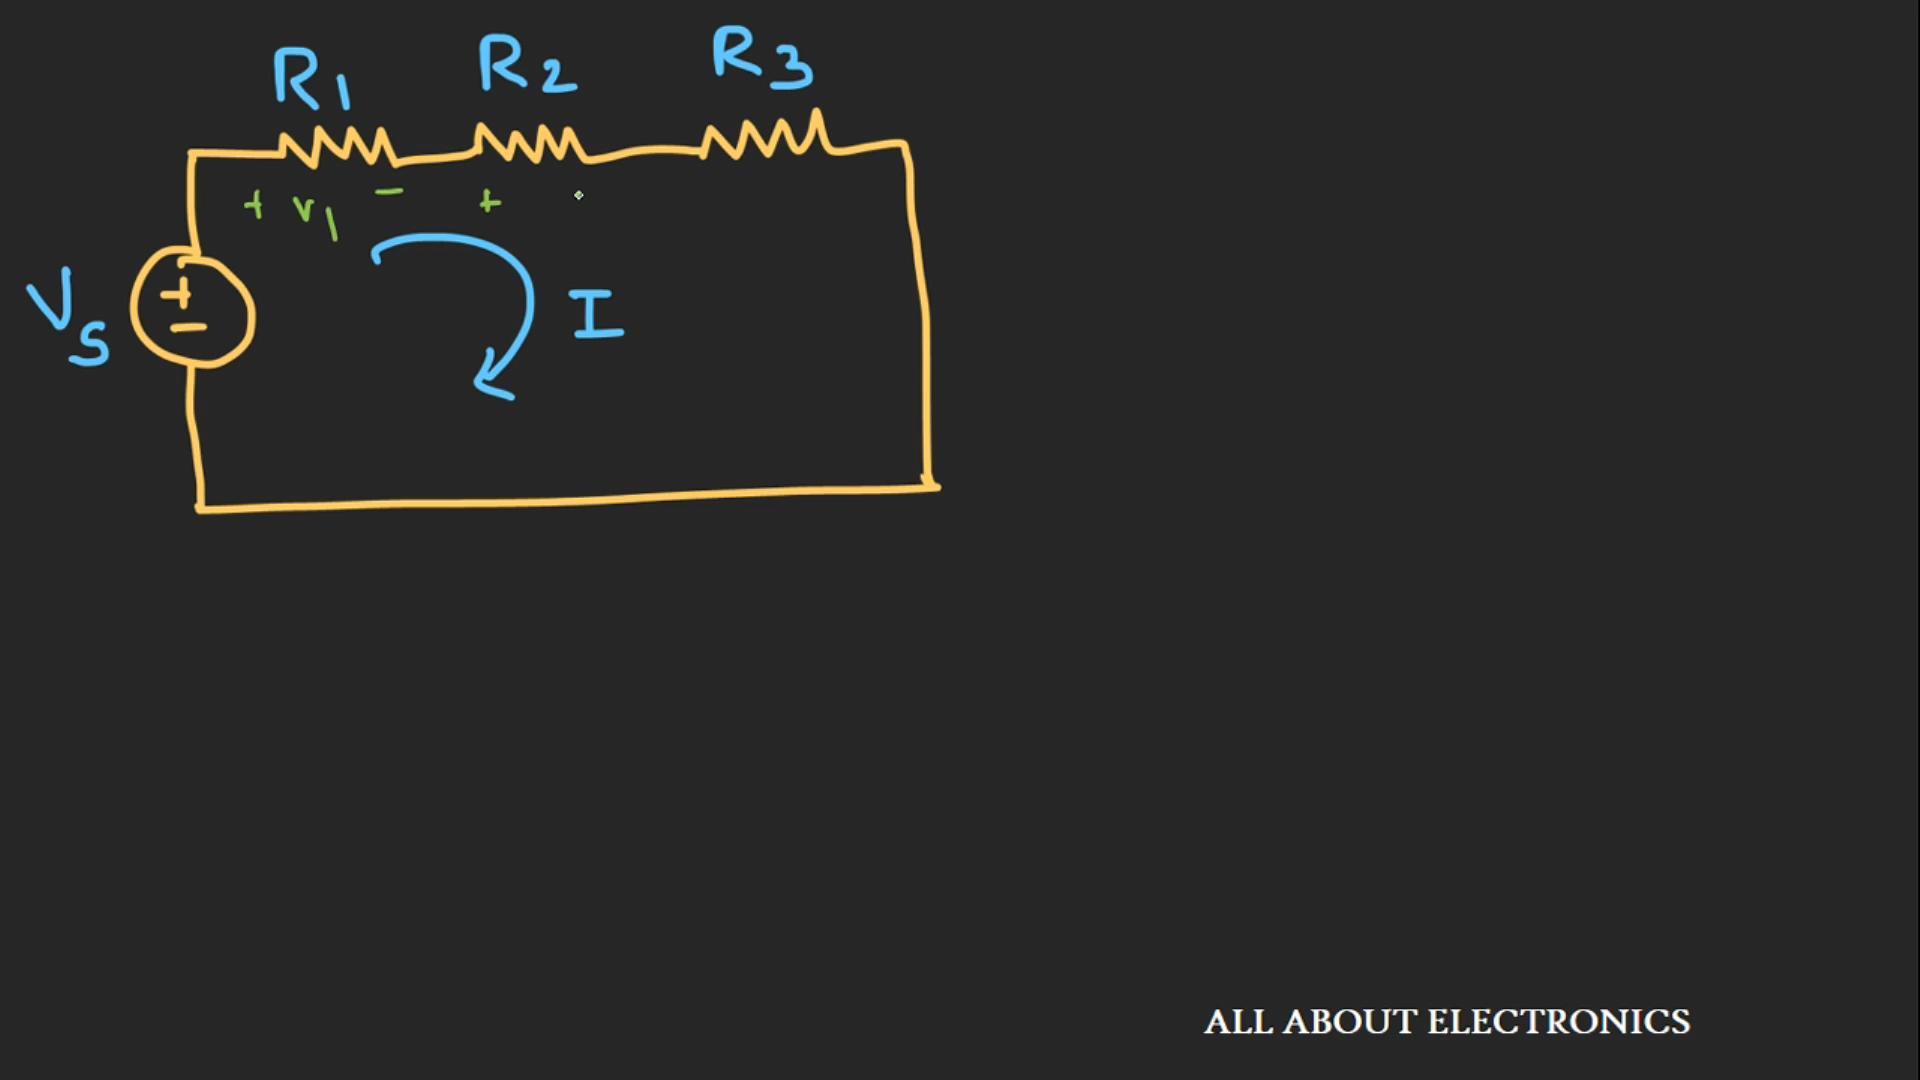 R1 R2 R3
+ v1 - +
Vs + - I
ALL ABOUT ELECTRONICS